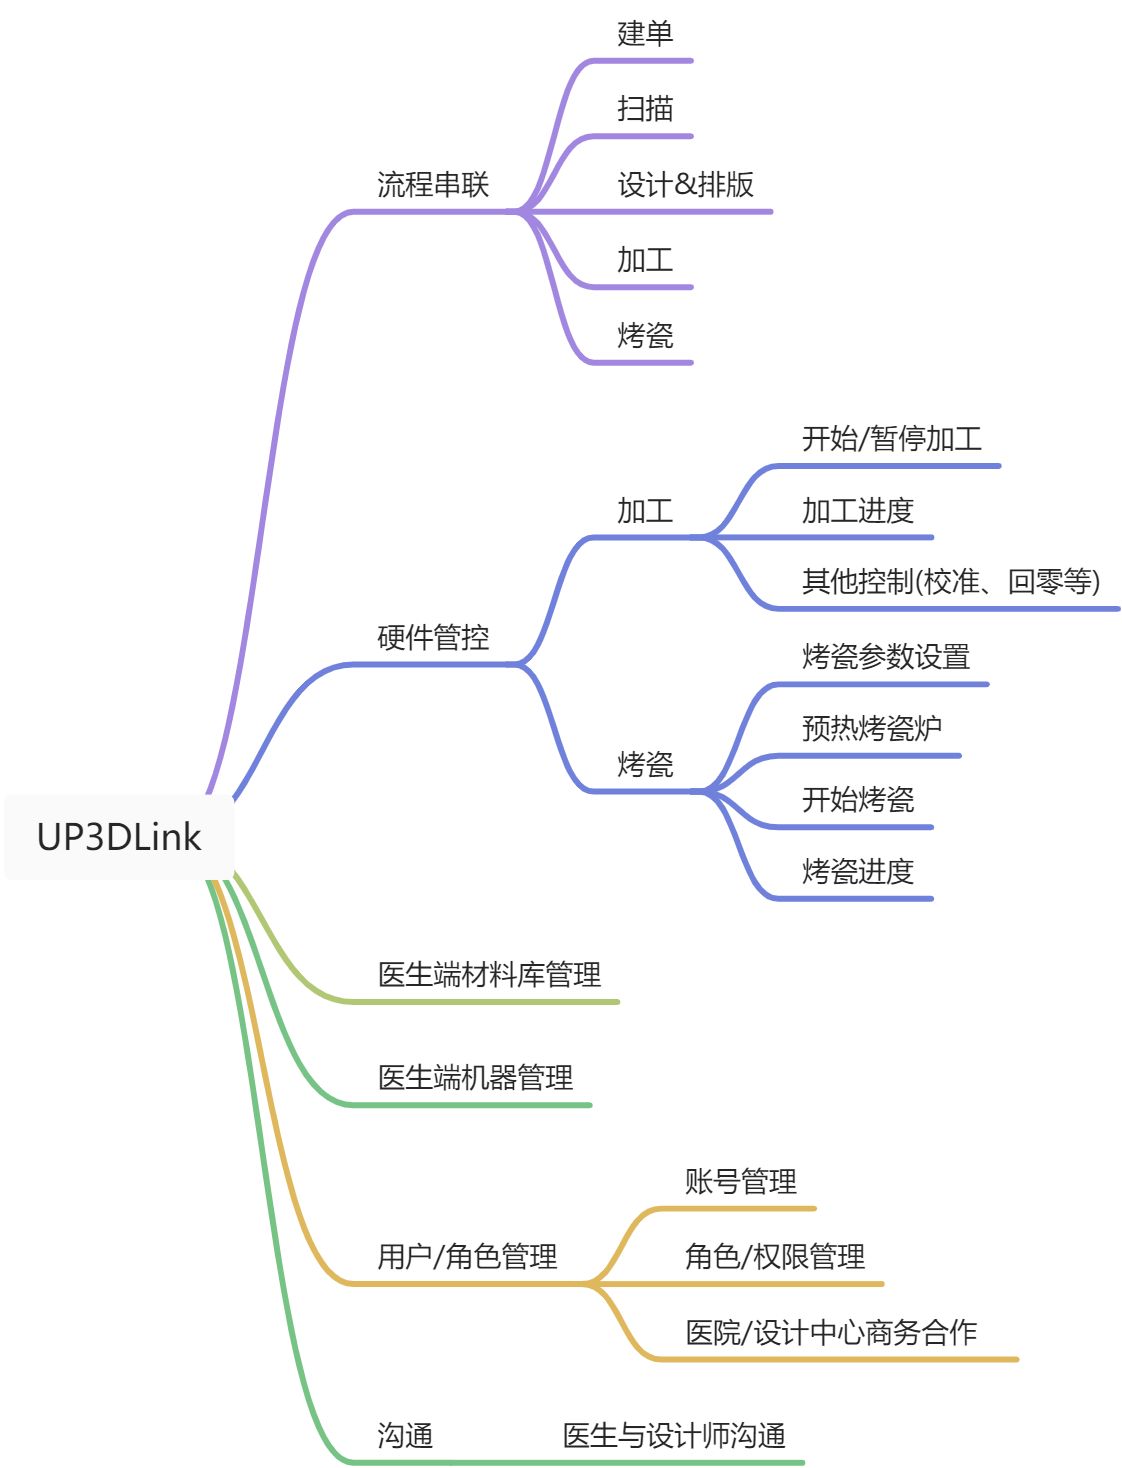 建单
扫描
流程串联
设计&排版
加工
烤瓷
开始/暂停加工
加工
加工进度
其他控制(校准、回零等)
硬件管控
烤瓷参数设置
预热烤瓷炉
烤瓷
开始烤瓷
烤瓷进度
UP3DLink
医生端材料库管理
医生端机器管理
账号管理
用户/角色管理
角色/权限管理
医院/设计中心商务合作
沟通
医生与设计师沟通